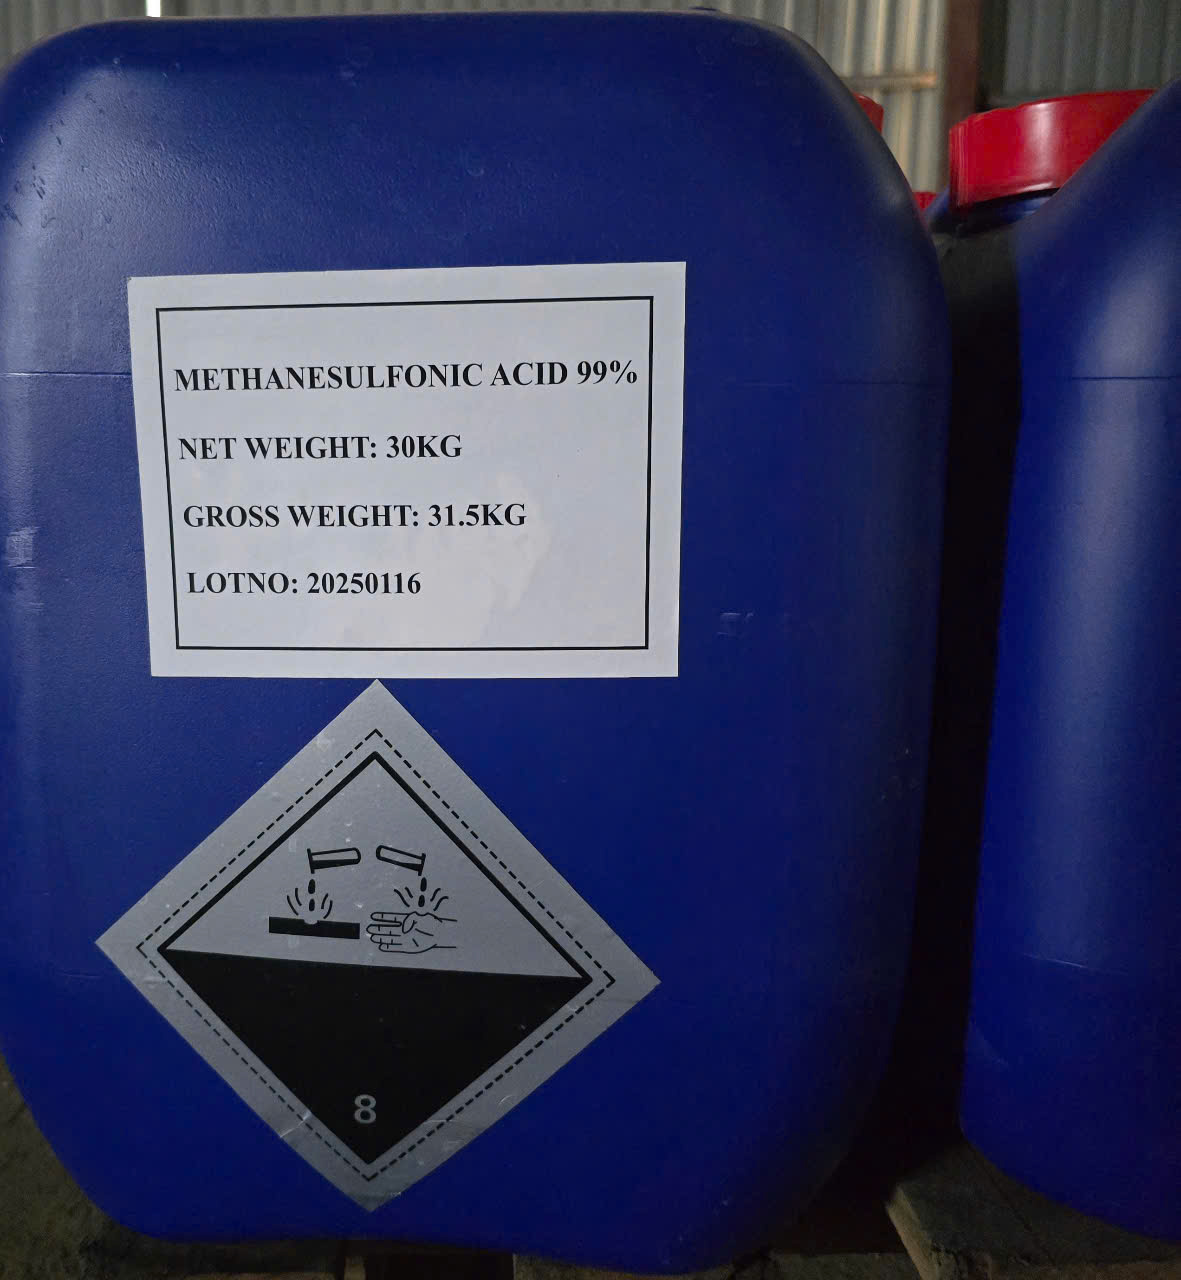 METHANESULFONIC ACID 99%
NET WEIGHT: 30KG
GROSS WEIGHT: 31.5KG
LOTNO: 20250116
8